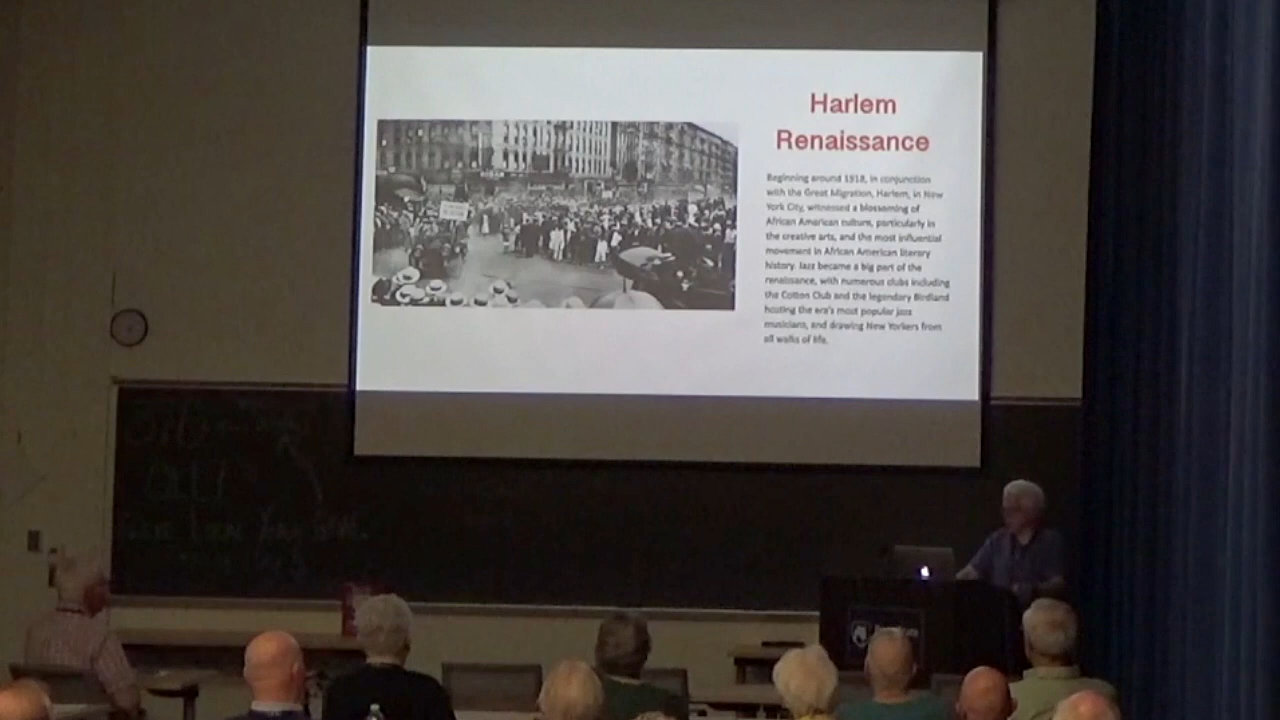 Harlem
Renaissance
Beginning around 1918, in conjunction
with the Great Migration, Harlem, in New
York City, witnessed a blossoming of
African American culture, particularly in
the creative arts, and the most influential
movement in African American literary
history. Jazz became a big part of the
renaissance, with numerous clubs including
the Cotton Club and the legendary Birdland
hosting the era's most popular jazz
musicians, and drawing New Yorkers from
all walks of life.
OLLI